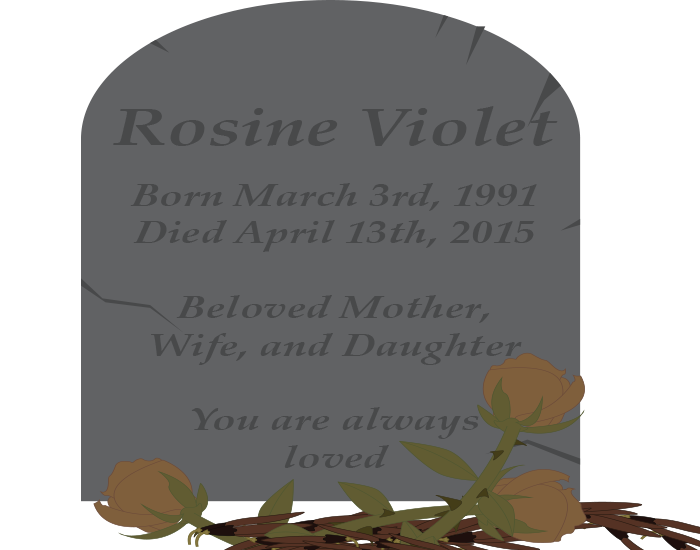 Rosine Violet
Born March 3rd, 1991
Died April 13th, 2015
Beloved Mother,
Wife, and Daughter
You are always
loved